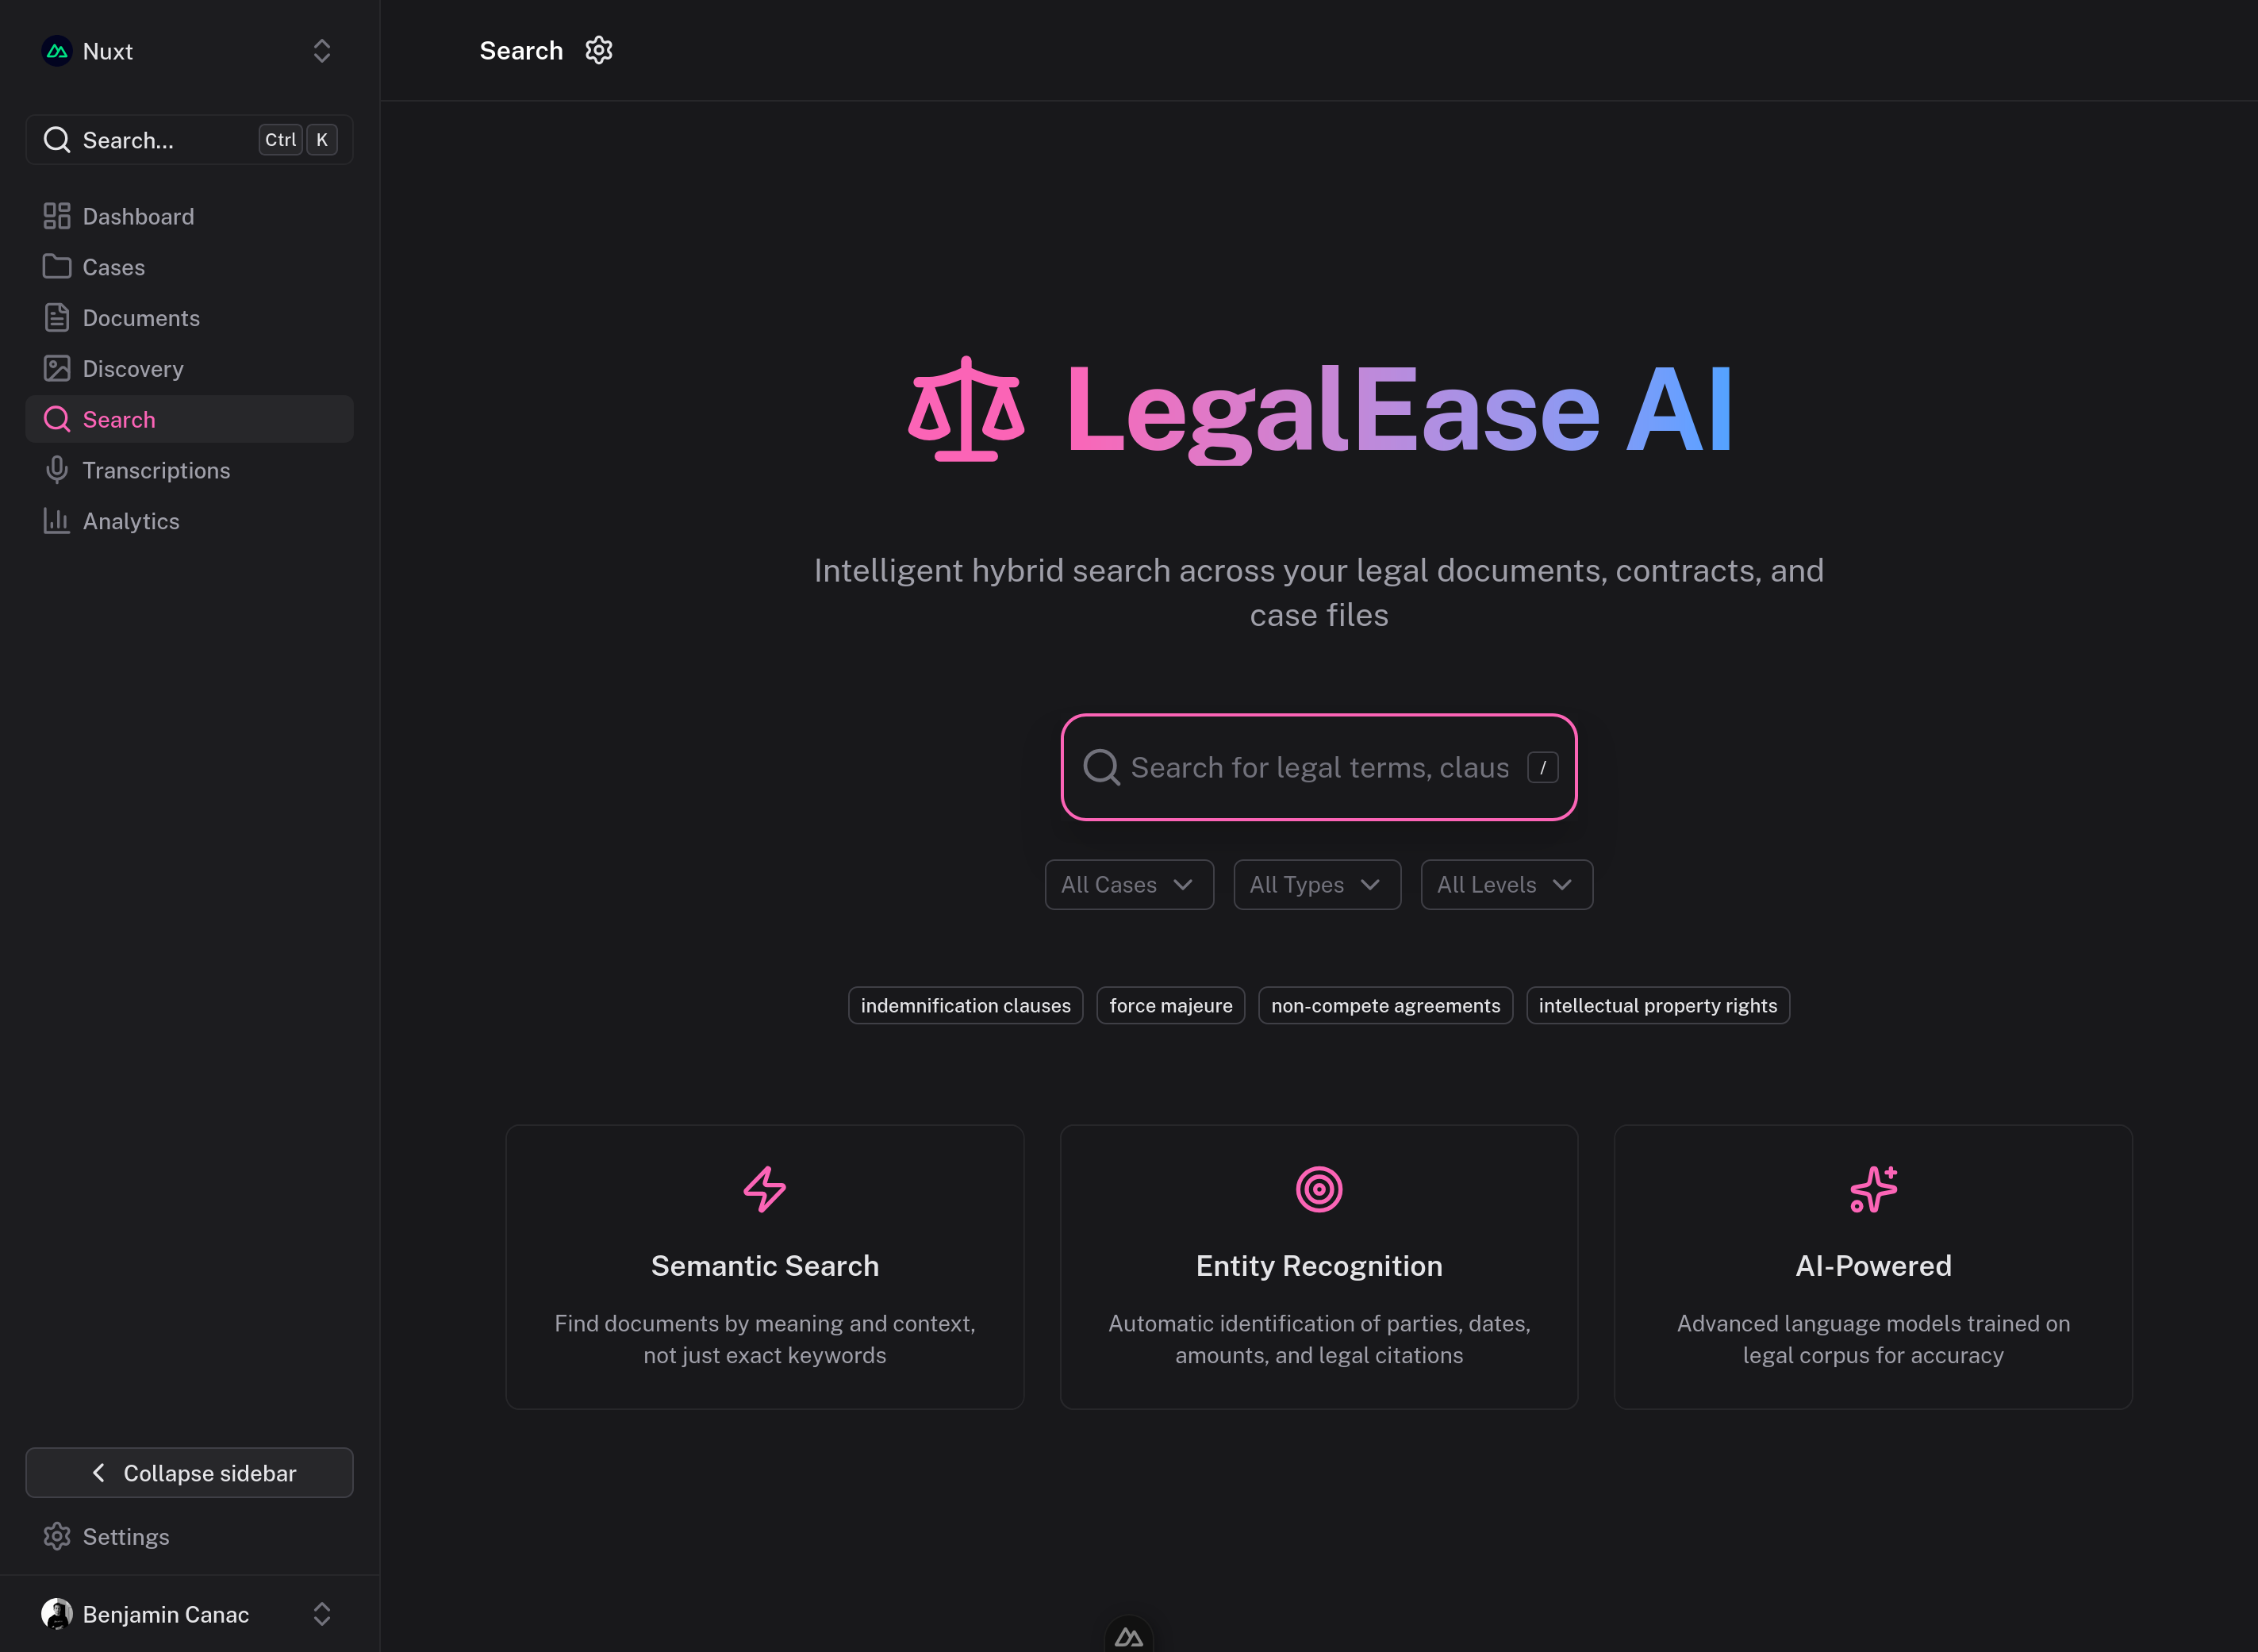 Nuxt
Search...
Ctrl K
Dashboard
Cases
Documents
Discovery
Search
Transcriptions
Analytics
Collapse sidebar
Settings
Benjamin Canac
Search
LegalEase AI
Intelligent hybrid search across your legal documents, contracts, and
case files
Search for legal terms, claus /
All Cases
All Types
All Levels
indemnification clauses
force majeure
non-compete agreements
intellectual property rights
Semantic Search
Find documents by meaning and context,
not just exact keywords
Entity Recognition
Automatic identification of parties, dates,
amounts, and legal citations
AI-Powered
Advanced language models trained on
legal corpus for accuracy